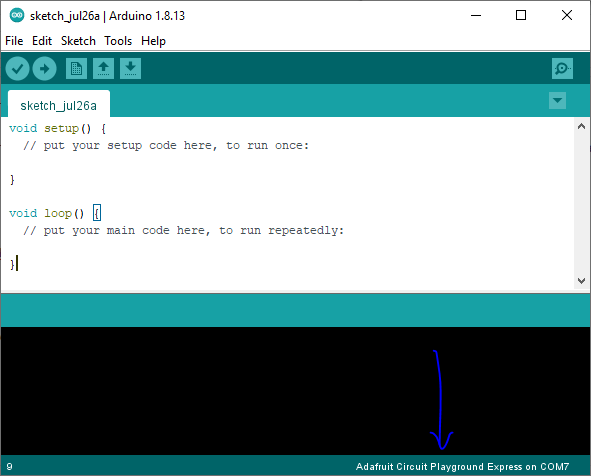 sketch_jul26a | Arduino 1.8.13
File Edit Sketch Tools Help
sketch_jul26a
void setup() {
  // put your setup code here, to run once:
}
void loop() {
  // put your main code here, to run repeatedly:
}
9 Adafruit Circuit Playground Express on COM7